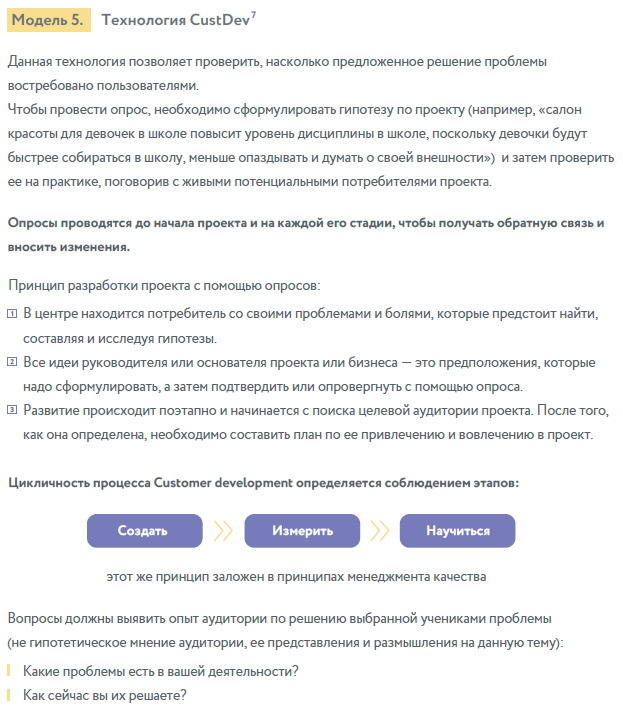 Модель 5. Технология CustDev7
Данная технология позволяет проверить, насколько предложенное решение проблемы
востребовано пользователями.
Чтобы провести опрос, необходимо сформулировать гипотезу по проекту (например, «салон
красоты для девочек в школе повысит уровень дисциплины в школе, поскольку девочки будут
быстрее собираться в школу, меньше опаздывать и думать о своей внешности») и затем проверить
ее на практике, поговорив с живыми потенциальными потребителями проекта.
Опросы проводятся до начала проекта и на каждой его стадии, чтобы получать обратную связь и
вносить изменения.
Принцип разработки проекта с помощью опросов:
1 В центре находится потребитель со своими проблемами и болями, которые предстоит найти,
составляя и исследуя гипотезы.
2 Все идеи руководителя или основателя проекта или бизнеса — это предположения, которые
надо сформулировать, а затем подтвердить или опровергнуть с помощью опроса.
3 Развитие происходит поэтапно и начинается с поиска целевой аудитории проекта. После того,
как она определена, необходимо составить план по ее привлечению и вовлечению в проект.
Цикличность процесса Customer development определяется соблюдением этапов:
Создать Измерить Научиться
этот же принцип заложен в принципах менеджмента качества
Вопросы должны выявить опыт аудитории по решению выбранной учениками проблемы
(не гипотетическое мнение аудитории, ее представления и размышления на данную тему):
Какие проблемы есть в вашей деятельности?
Как сейчас вы их решаете?